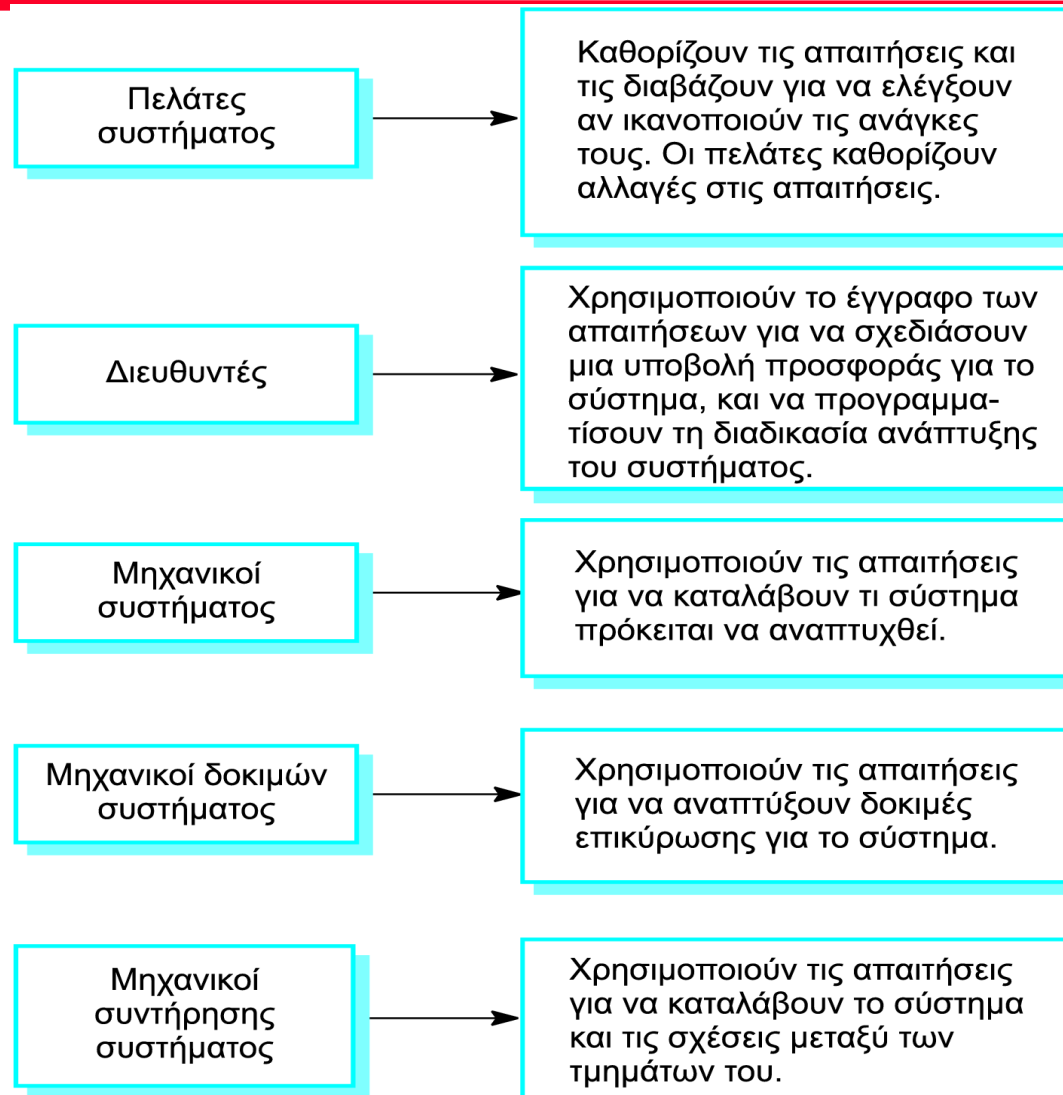 Πελάτες
συστήματος
Καθορίζουν τις απαιτήσεις και
τις διαβάζουν για να ελέγξουν
αν ικανοποιούν τις ανάγκες
τους. Οι πελάτες καθορίζουν
αλλαγές στις απαιτήσεις.
Διευθυντές
Χρησιμοποιούν το έγγραφο των
απαιτήσεων για να σχεδιάσουν
μια υποβολή προσφοράς για το
σύστημα, και να προγραμμα-
τίσουν τη διαδικασία ανάπτυξης
του συστήματος.
Μηχανικοί
συστήματος
Χρησιμοποιούν τις απαιτήσεις
για να καταλάβουν τι σύστημα
πρόκειται να αναπτυχθεί.
Μηχανικοί δοκιμών
συστήματος
Χρησιμοποιούν τις απαιτήσεις
για να αναπτύξουν δοκιμές
επικύρωσης για το σύστημα.
Μηχανικοί
συντήρησης
συστήματος
Χρησιμοποιούν τις απαιτήσεις
για να καταλάβουν το σύστημα
και τις σχέσεις μεταξύ των
τμημάτων του.